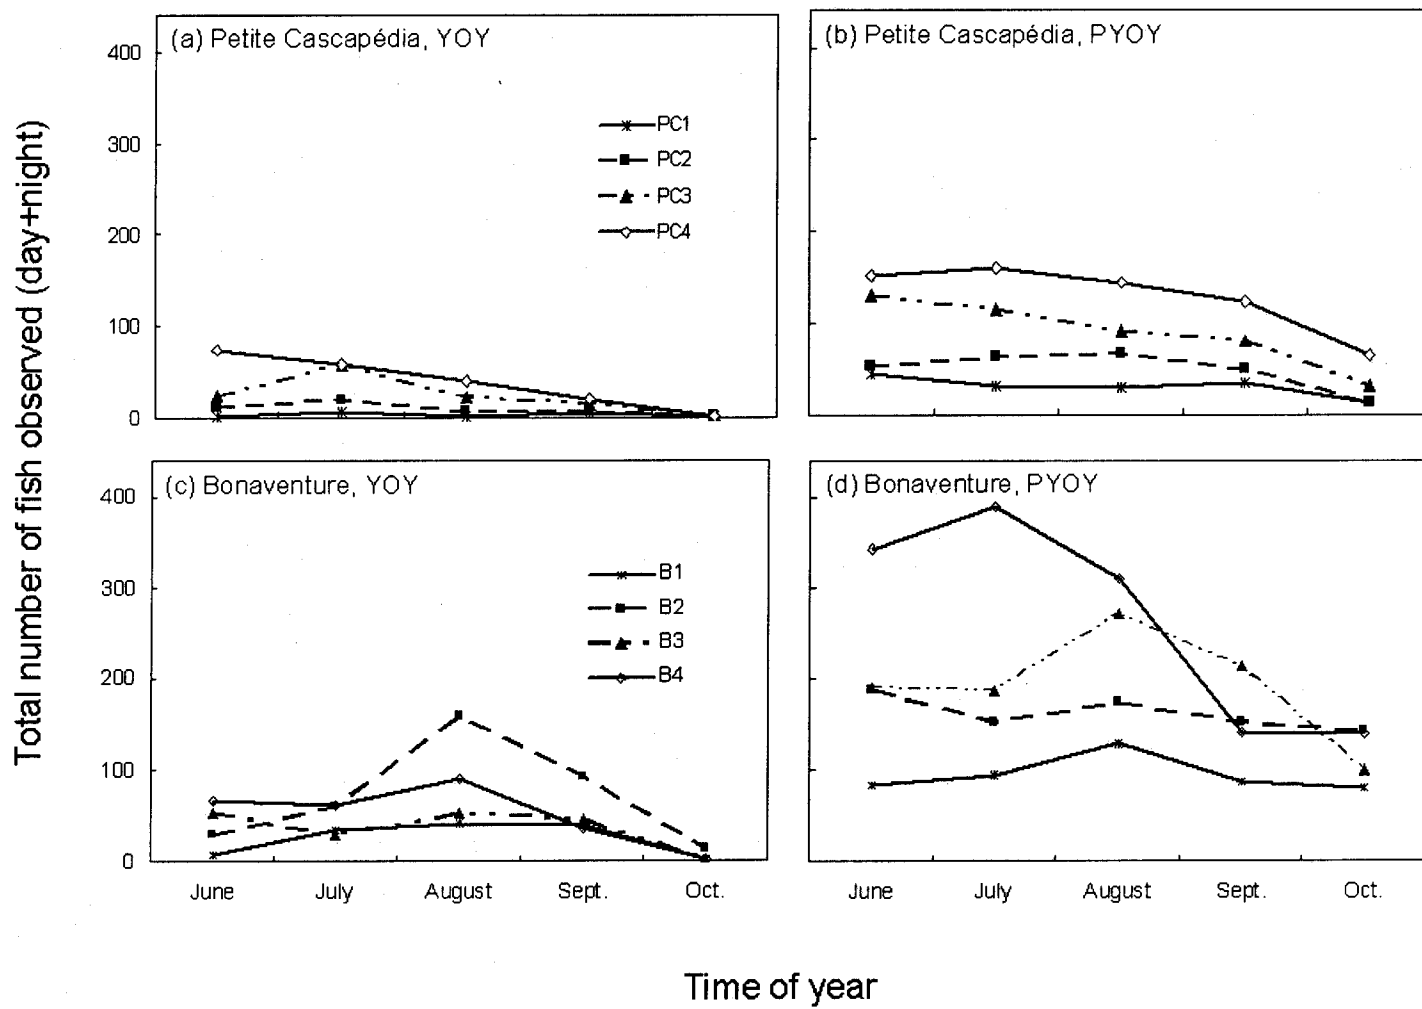 Total number of fish observed (day+night)
(a) Petite Cascapédia, YOY
400
300
200
100
0
PC1
PC2
PC3
PC4
(b) Petite Cascapédia, PYOY
(c) Bonaventure, YOY
400
300
200
100
0
B1
B2
B3
B4
June July August Sept. Oct.
(d) Bonaventure, PYOY
June July August Sept. Oct.
Time of year